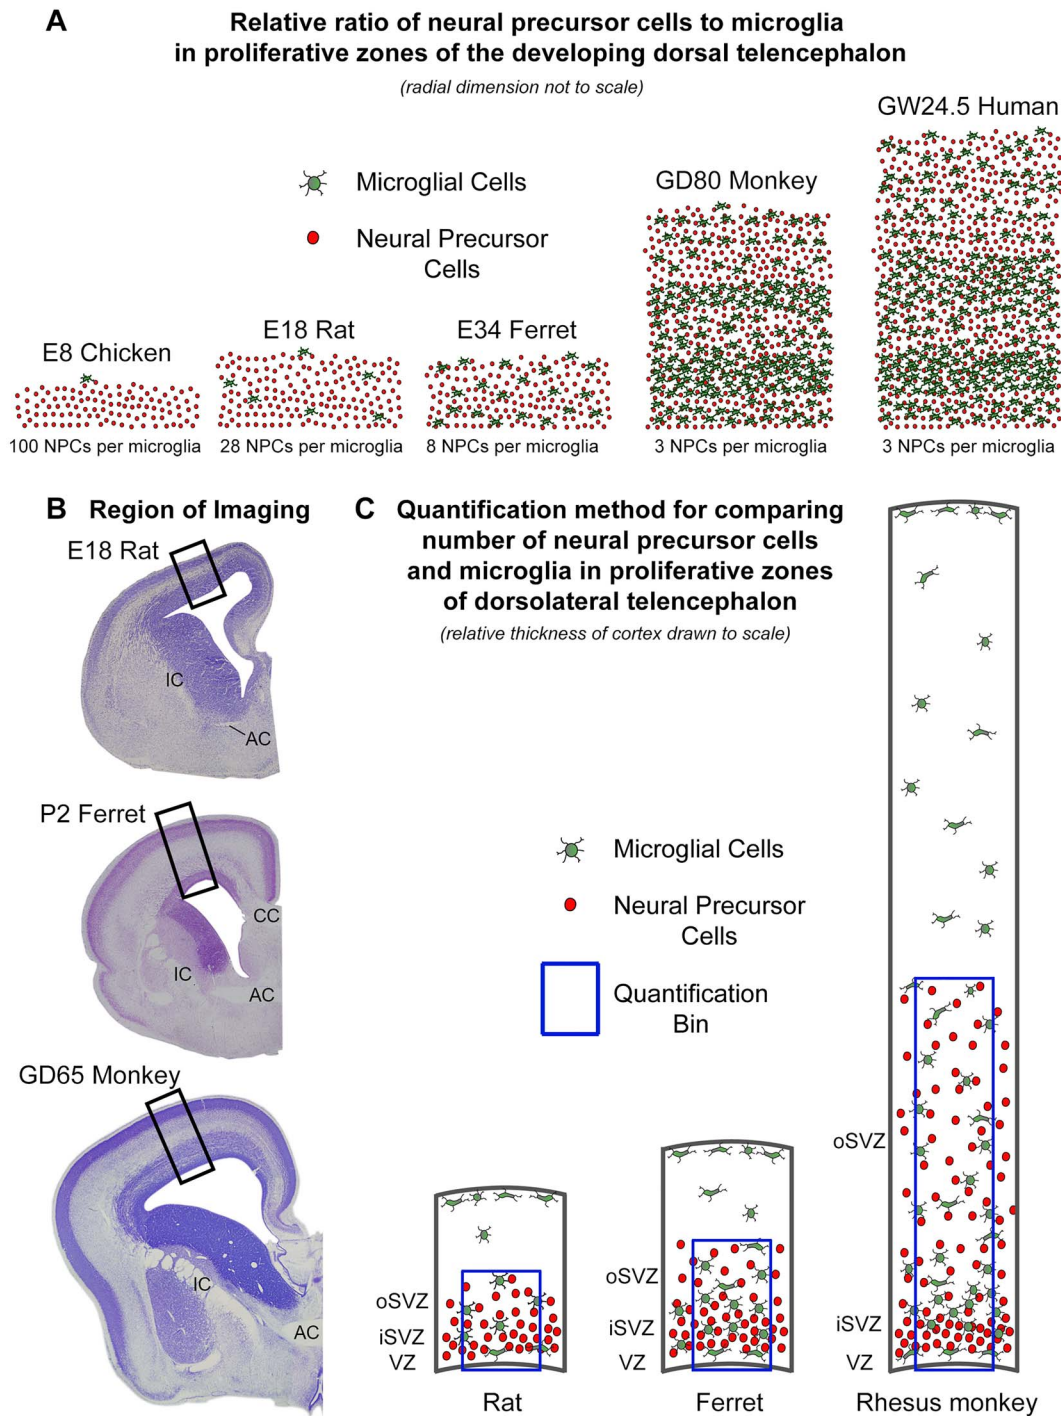 A
Relative ratio of neural precursor cells to microglia
in proliferative zones of the developing dorsal telencephalon
(radial dimension not to scale)
Microglial Cells
Neural Precursor
Cells
E8 Chicken
100 NPCs per microglia
E18 Rat
28 NPCs per microglia
E34 Ferret
8 NPCs per microglia
GD80 Monkey
3 NPCs per microglia
GW24.5 Human
3 NPCs per microglia
B Region of Imaging
E18 Rat
IC
AC
P2 Ferret
CC
IC
AC
GD65 Monkey
IC
AC
C Quantification method for comparing
number of neural precursor cells
and microglia in proliferative zones
of dorsolateral telencephalon
(relative thickness of cortex drawn to scale)
Microglial Cells
Neural Precursor
Cells
Quantification
Bin
oSVZ
iSVZ
VZ
Rat
oSVZ
iSVZ
VZ
Ferret
oSVZ
iSVZ
VZ
Rhesus monkey